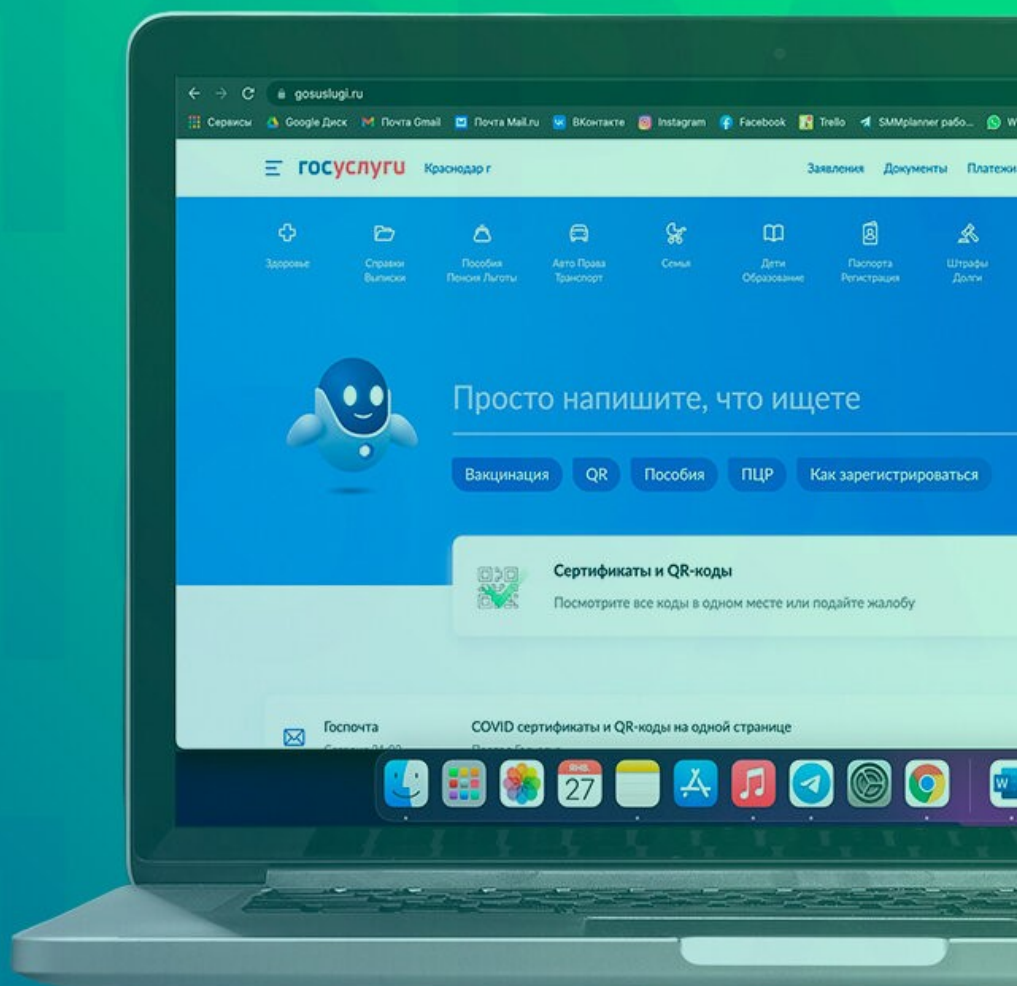 gosuslugi.ru
Сервисы Google Диск Почта Gmail Почта Mail.ru ВКонтакте Instagram Facebook Trello SMMplanner рабо... W
госуслуги Краснодар г Заявления Документы Платежи
Здоровье Справки Выписки Пособия Пенсия Льготы Авто Права Транспорт Семья Дети Образование Паспорта Регистрация Штрафы Долги
Просто напишите, что ищете
Вакцинация QR Пособия ПЦР Как зарегистрироваться
Сертификаты и QR-коды
Посмотрите все коды в одном месте или подайте жалобу
Госпочта COVID сертификаты и QR-коды на одной странице
ЯНВ.
27
W